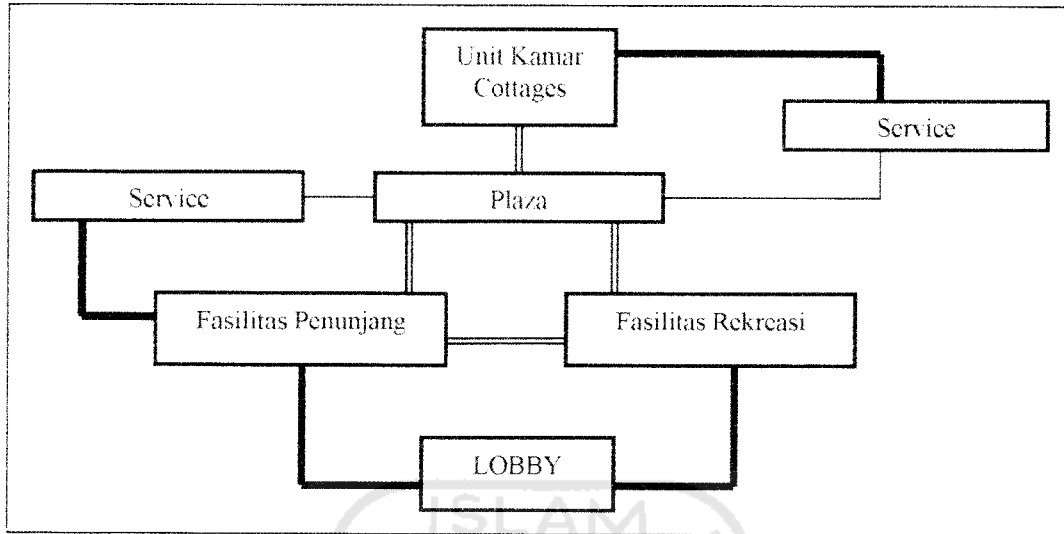 Unit Kamar
Cottages
Service
Service
Plaza
Fasilitas Penunjang
Fasilitas Rekreasi
LOBBY
ISLAM